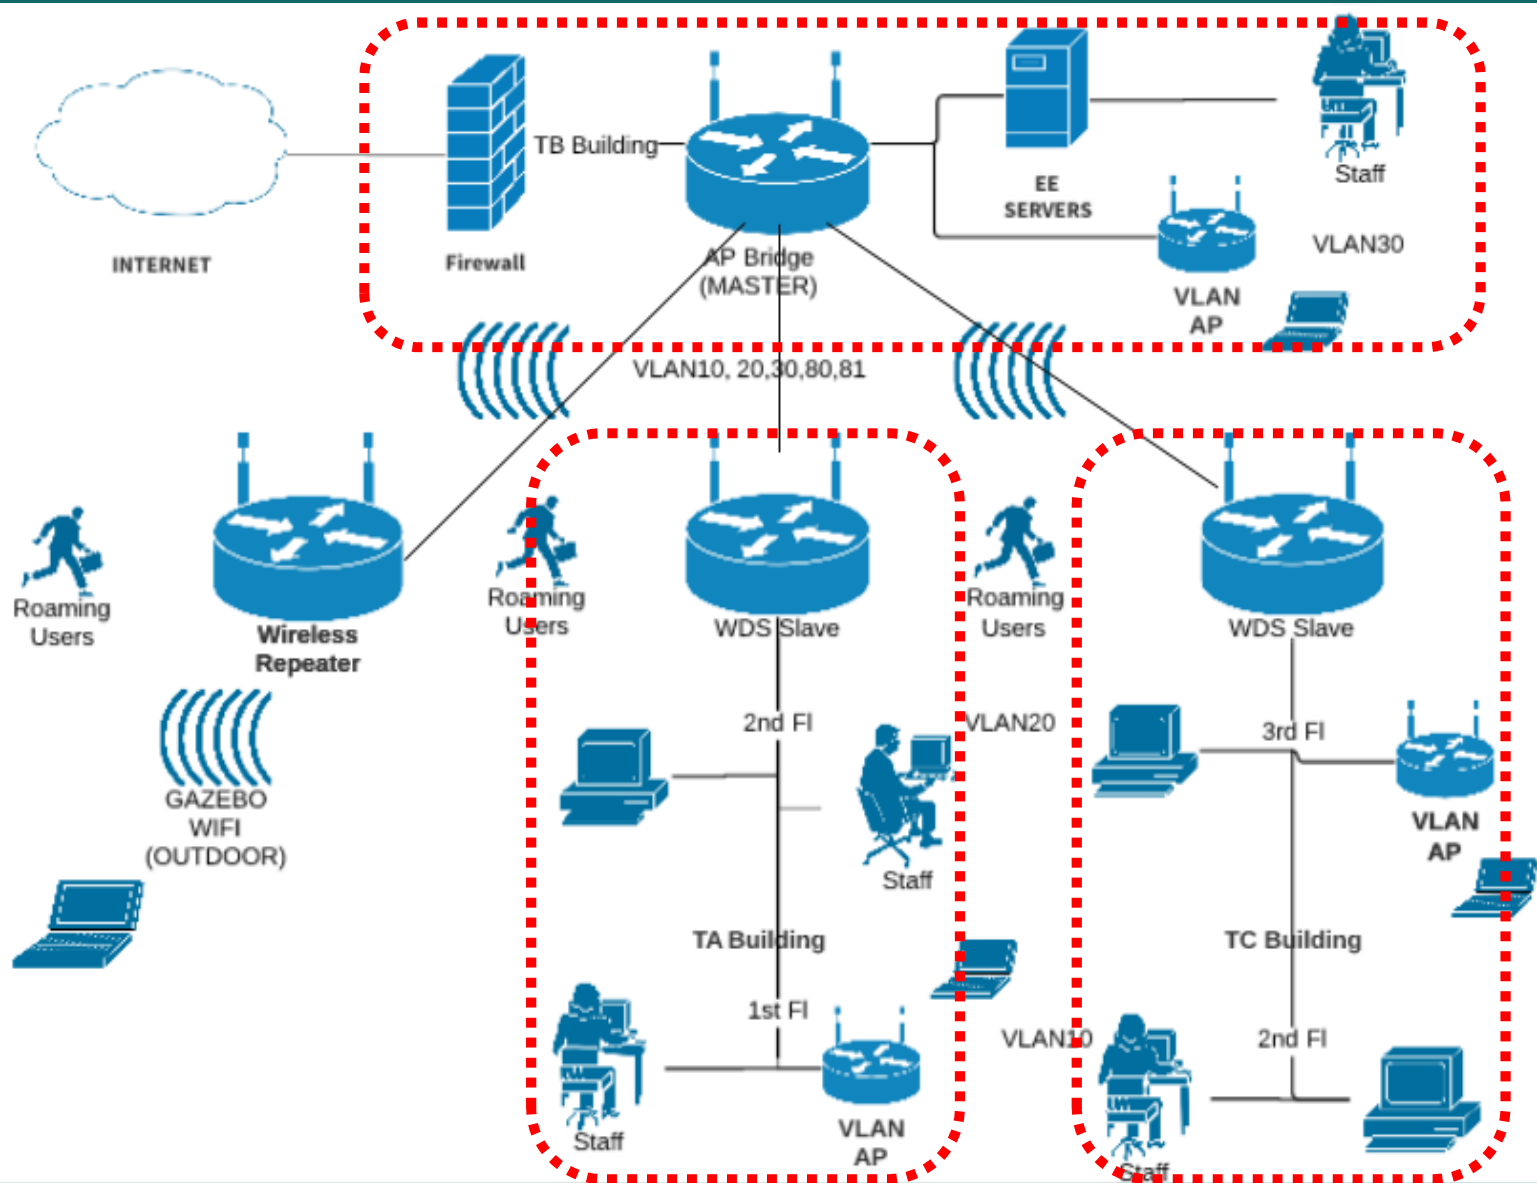 TB Building
EE
SERVERS
Staff
VLAN30
INTERNET
Firewall
AP Bridge
(MASTER)
VLAN
AP
VLAN10, 20,30,80,81
Roaming
Users
Wireless
Repeater
Roaming
Users
WDS Slave
Roaming
Users
WDS Slave
GAZEBO
WIFI
(OUTDOOR)
2nd Fl
VLAN20
Staff
TA Building
1st Fl
Staff
VLAN
AP
3rd Fl
VLAN
AP
TC Building
VLAN10
2nd Fl
Staff